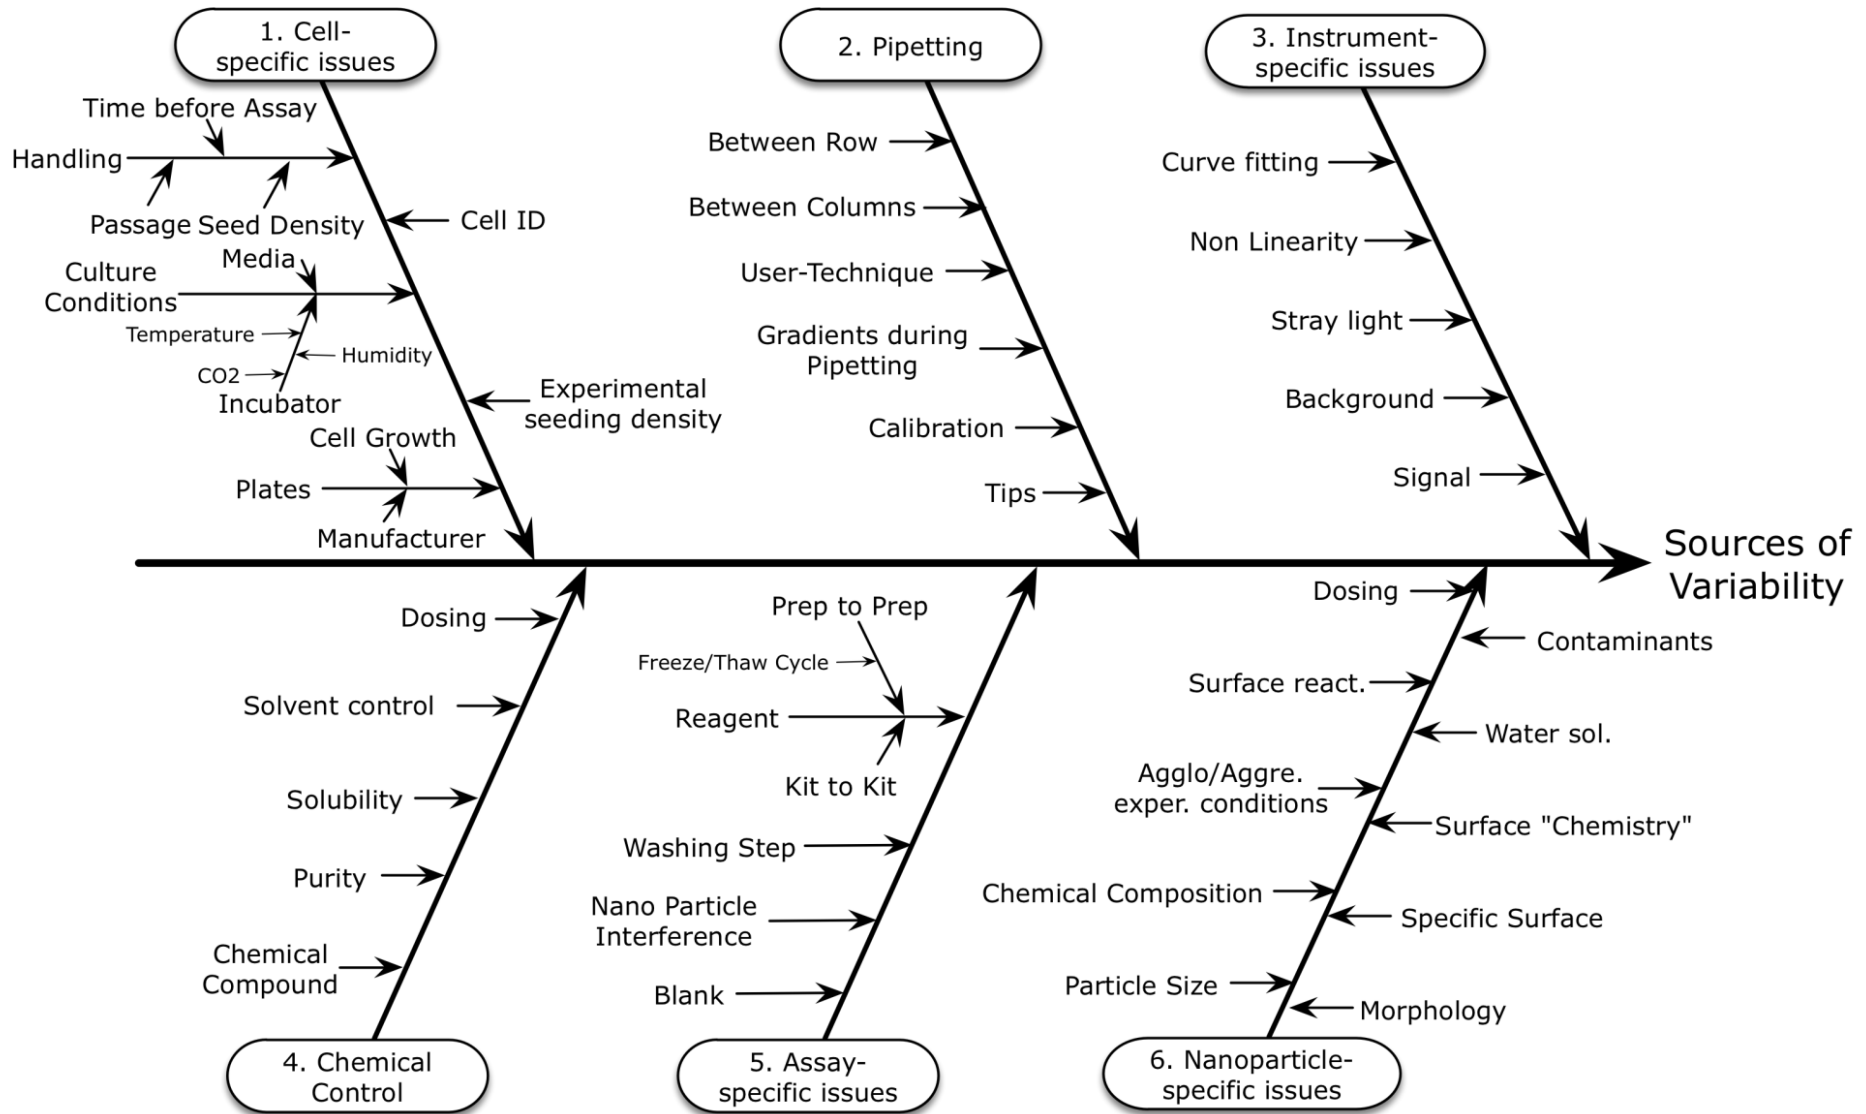 1. Cell-
specific issues
Time before Assay
Handling
Passage
Seed Density
Cell ID
Media
Culture
Conditions
Temperature
Humidity
CO2
Incubator
Experimental
seeding density
Cell Growth
Plates
Manufacturer
2. Pipetting
Between Row
Between Columns
User-Technique
Gradients during
Pipetting
Calibration
Tips
3. Instrument-
specific issues
Curve fitting
Non Linearity
Stray light
Background
Signal
Sources of
Variability
Dosing
Solvent control
Solubility
Purity
Chemical
Compound
4. Chemical
Control
Prep to Prep
Freeze/Thaw Cycle
Reagent
Kit to Kit
Washing Step
Nano Particle
Interference
Blank
5. Assay-
specific issues
Dosing
Contaminants
Surface react.
Water sol.
Agglo/Aggre.
exper. conditions
Surface "Chemistry"
Chemical Composition
Specific Surface
Particle Size
Morphology
6. Nanoparticle-
specific issues